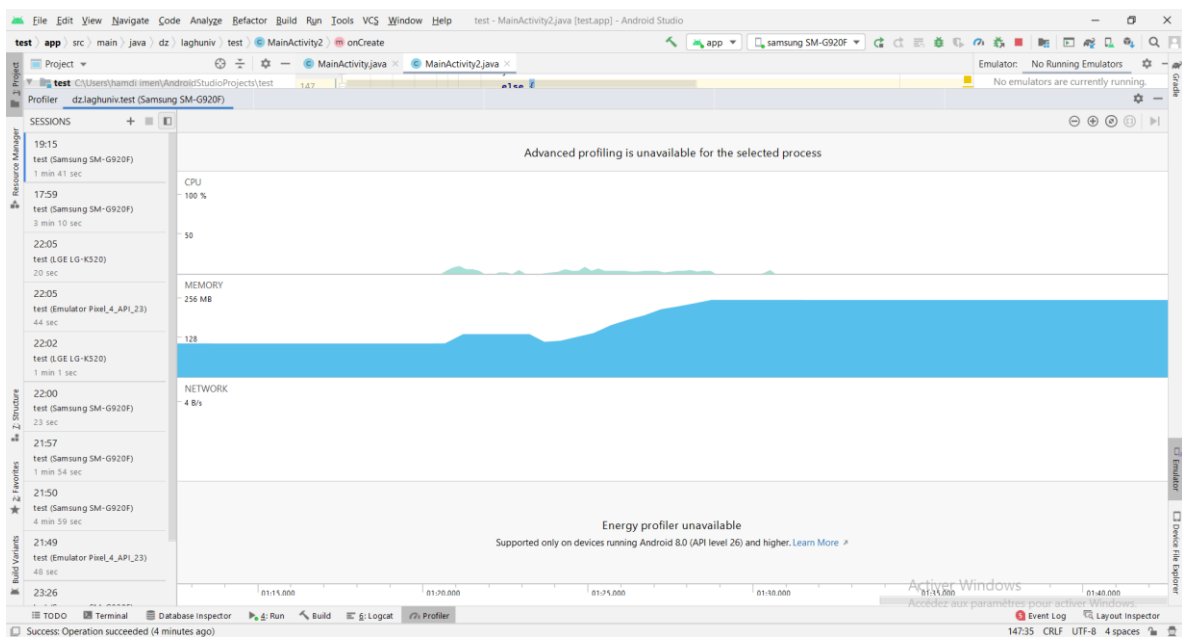 File Edit View Navigate Code Analyze Refactor Build Run Tools VCS Window Help test - MainActivity2.java [test.app] - Android Studio
test app src main java dz laghuniv test MainActivity2 onCreate app samsung SM-G920F
Project MainActivity.java MainActivity2.java Emulator: No Running Emulators
test C:\Users\hamdi imen\AndroidStudioProjects\test 147 else { No emulators are currently running.
Profiler dz.laghuniv.test (Samsung SM-G920F)
SESSIONS
19:15
test (Samsung SM-G920F)
1 min 41 sec
17:59
test (Samsung SM-G920F)
3 min 10 sec
22:05
test (LGE LG-K520)
20 sec
22:05
test (Emulator Pixel_4_API_23)
44 sec
22:02
test (LGE LG-K520)
1 min 1 sec
22:00
test (Samsung SM-G920F)
23 sec
21:57
test (Samsung SM-G920F)
1 min 54 sec
21:50
test (Samsung SM-G920F)
4 min 59 sec
21:49
test (Emulator Pixel_4_API_23)
48 sec
23:26
Advanced profiling is unavailable for the selected process
CPU
100 %
50
MEMORY
256 MB
128
NETWORK
4 B/s
Energy profiler unavailable
Supported only on devices running Android 8.0 (API level 26) and higher. Learn More
01:15.000 01:20.000 01:25.000 01:30.000 01:35.000 01:40.000
Activer Windows
Accédez aux paramètres pour activer Windows.
1: Project
Resource Manager
Z: Structure
2: Favorites
Build Variants
Gradle
Emulator
Device File Explorer
TODO Terminal Database Inspector 4: Run Build 6: Logcat Profiler Event Log Layout Inspector
Success: Operation succeeded (4 minutes ago) 147:35 CRLF UTF-8 4 spaces